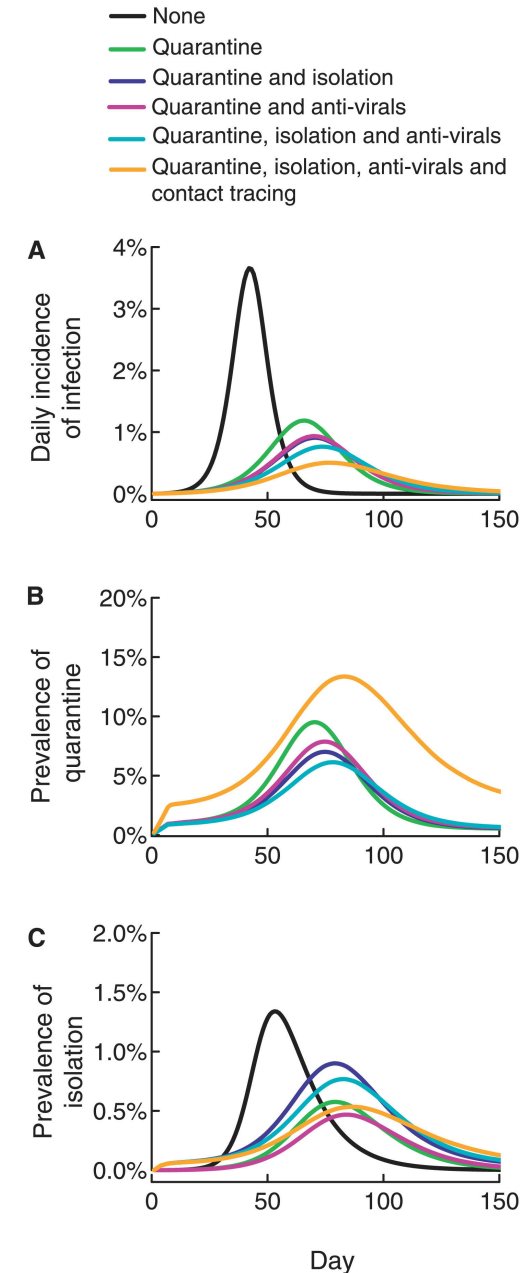 None
Quarantine
Quarantine and isolation
Quarantine and anti-virals
Quarantine, isolation and anti-virals
Quarantine, isolation, anti-virals and
contact tracing
A
Daily incidence
of infection
4%
3%
2%
1%
0%
0 50 100 150
B
Prevalence of
quarantine
20%
15%
10%
5%
0%
0 50 100 150
C
Prevalence of
isolation
2.0%
1.5%
1.0%
0.5%
0.0%
0 50 100 150
Day